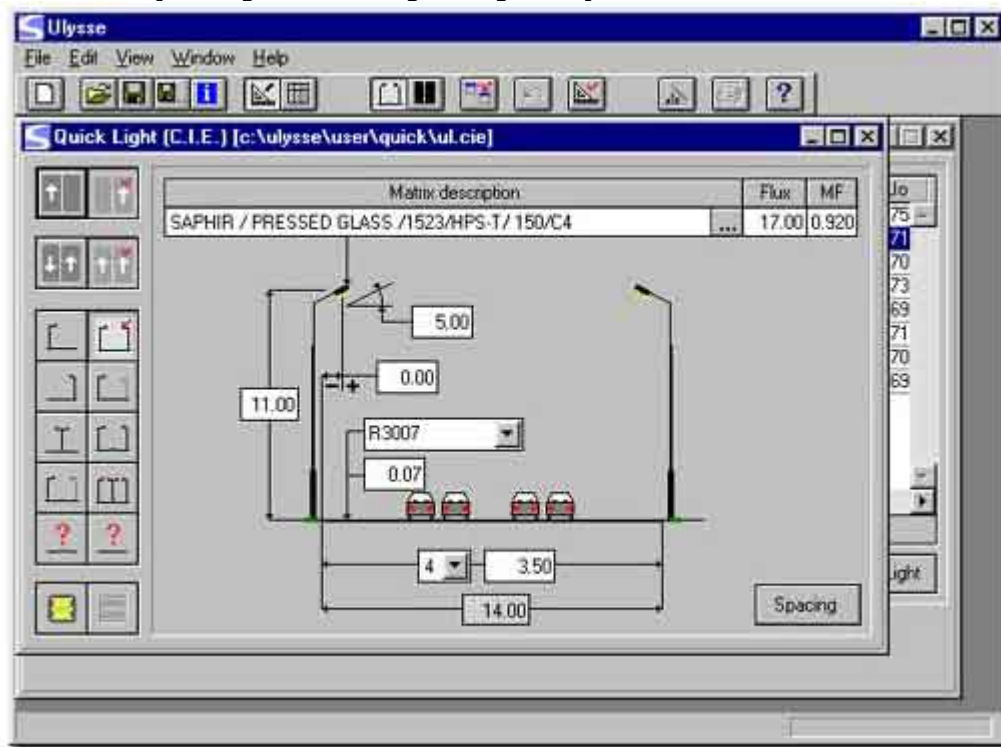 Ulysse
File Edit View Window Help
Quick Light (C.I.E.) [c:\ulysse\user\quick\ul.cie]
Matrix description Flux MF
SAPHIR / PRESSED GLASS /1523/HPS-T/ 150/C4 ... 17.00 0.920
5.00
0.00
- +
11.00
R3007
0.07
4 3.50
14.00
Spacing
? ?
lo
75
71
70
73
69
71
70
69
ight